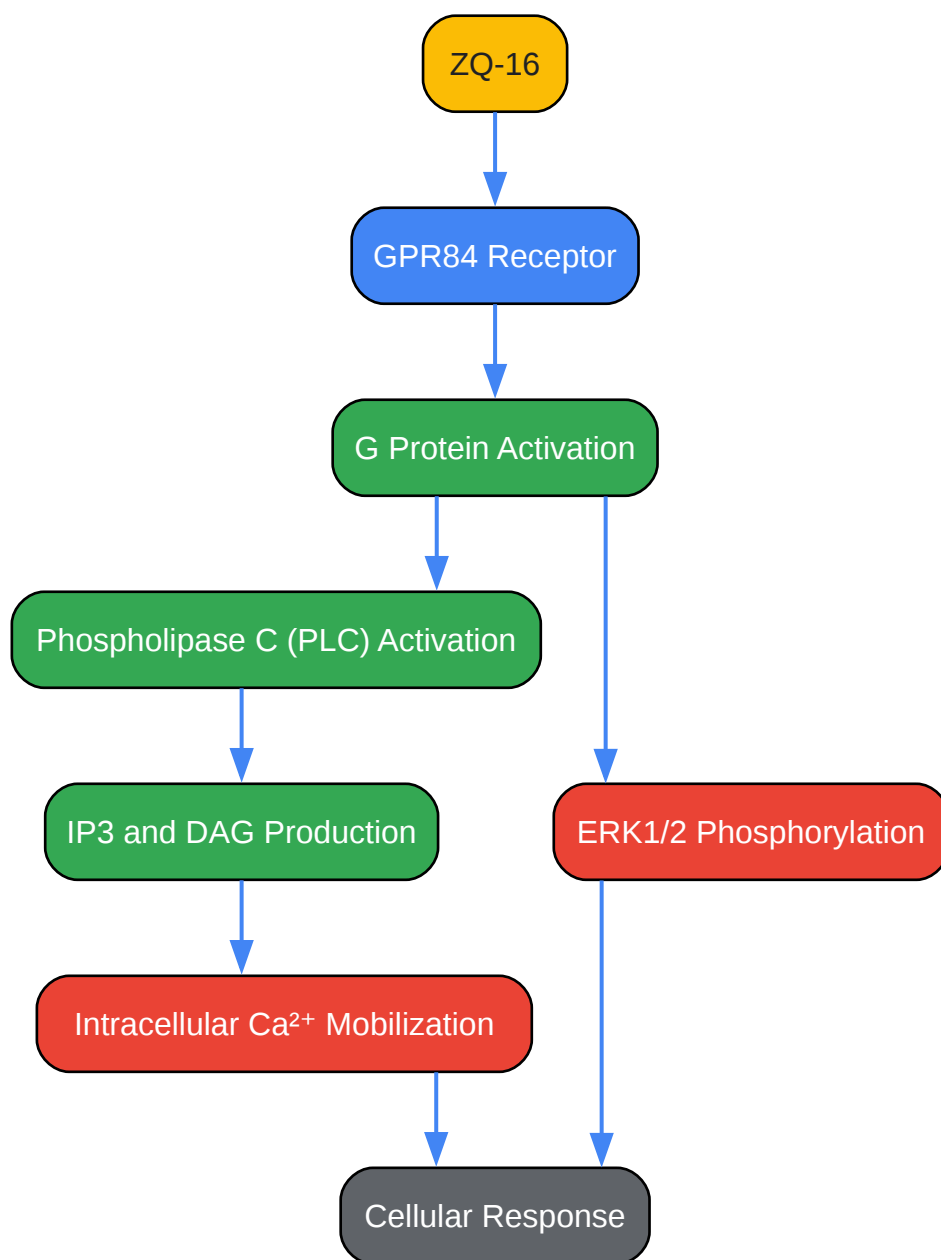 ZQ-16
GPR84 Receptor
G Protein Activation
Phospholipase C (PLC) Activation
IP3 and DAG Production
ERK1/2 Phosphorylation
Intracellular Ca²⁺ Mobilization
Cellular Response